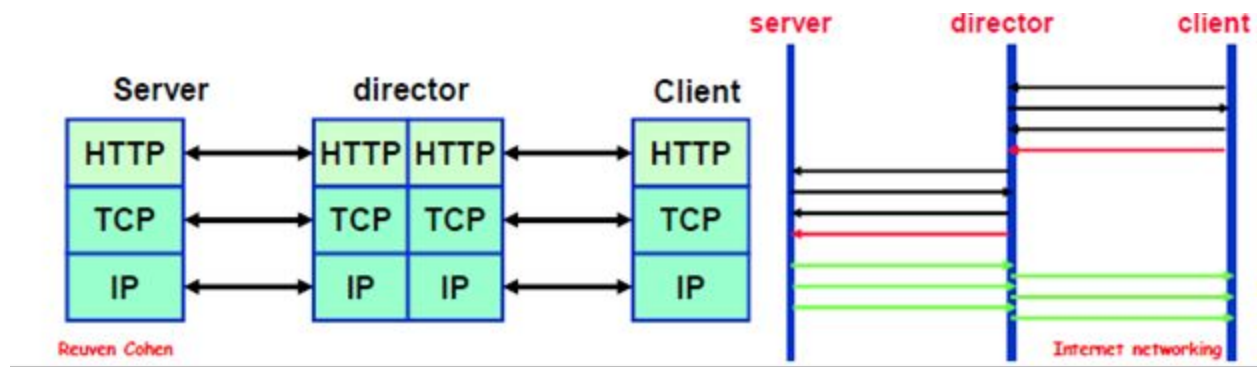 server director client
Server director Client
HTTP HTTP HTTP HTTP
TCP TCP TCP TCP
IP IP IP IP
Reuven Cohen
Internet networking